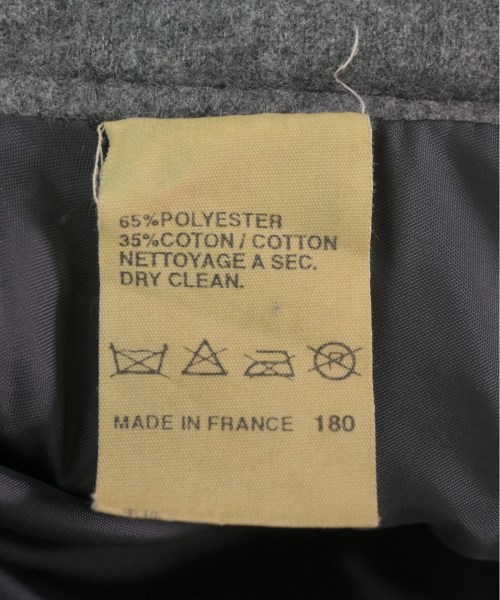 65%POLYESTER
35%COTON / COTTON
NETTOYAGE A SEC.
DRY CLEAN.
R
MADE IN FRANCE 180